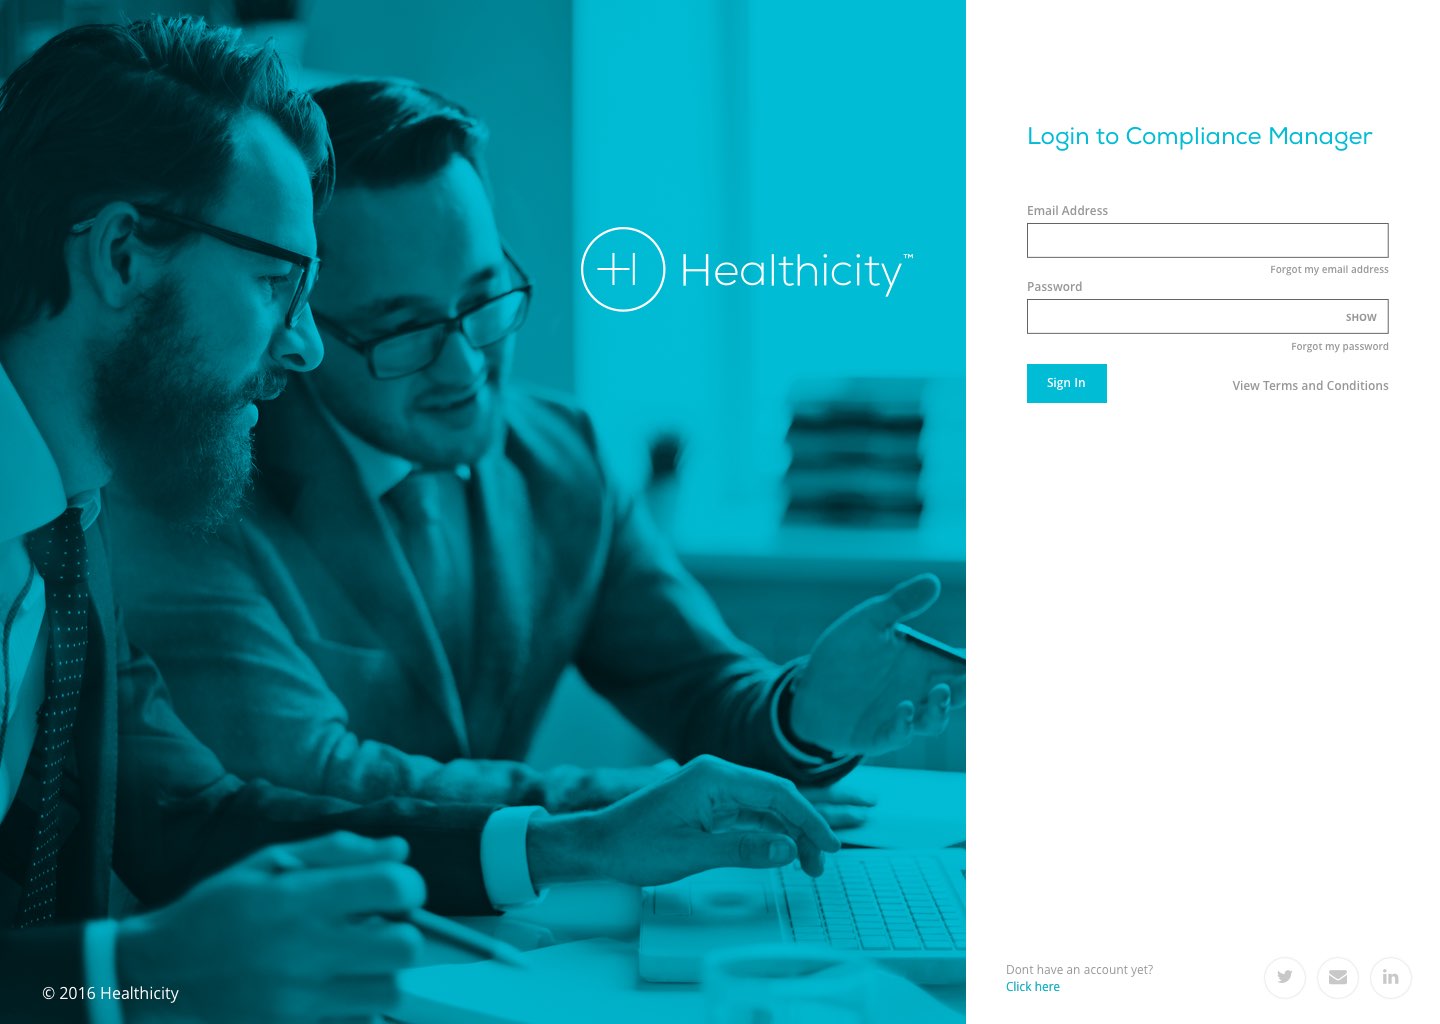 Healthicity™
© 2016 Healthicity
Login to Compliance Manager
Email Address
Forgot my email address
Password
SHOW
Forgot my password
Sign In
View Terms and Conditions
Dont have an account yet?
Click here
in